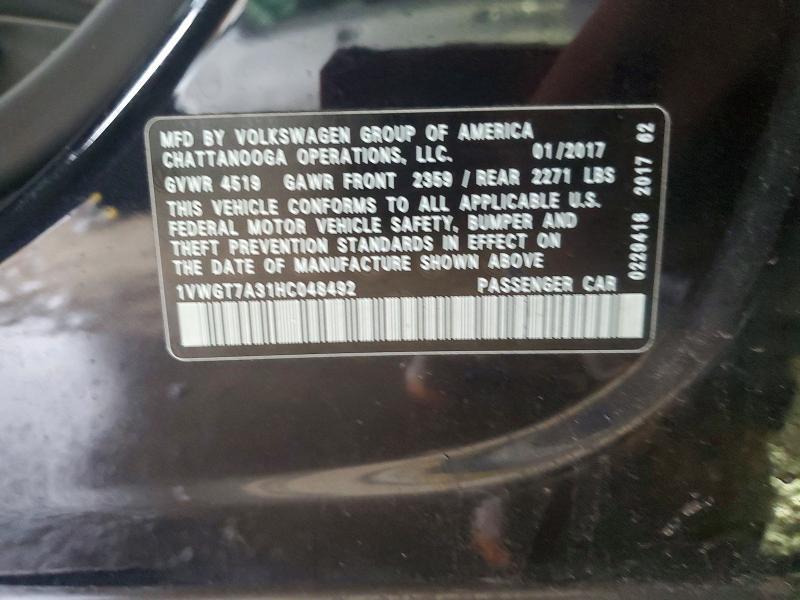 MFD BY VOLKSWAGEN GROUP OF AMERICA
CHATTANOOGA OPERATIONS, LLC. 01/2017
GVWR 4519 GAWR FRONT 2359 / REAR 2271 LBS
THIS VEHICLE CONFORMS TO ALL APPLICABLE U.S.
FEDERAL MOTOR VEHICLE SAFETY, BUMPER AND
THEFT PREVENTION STANDARDS IN EFFECT ON
THE DATE OF MANUFACTURE SHOWN ABOVE
1VWGT7A31HC048492 PASSENGER CAR
0228418 2017 02